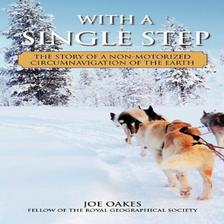 WITH A
SINGLE STEP
THE STORY OF A NON-MOTORIZED
CIRCUMNAVIGATION OF THE EARTH
JOE OAKES
FELLOW OF THE ROYAL GEOGRAPHICAL SOCIETY